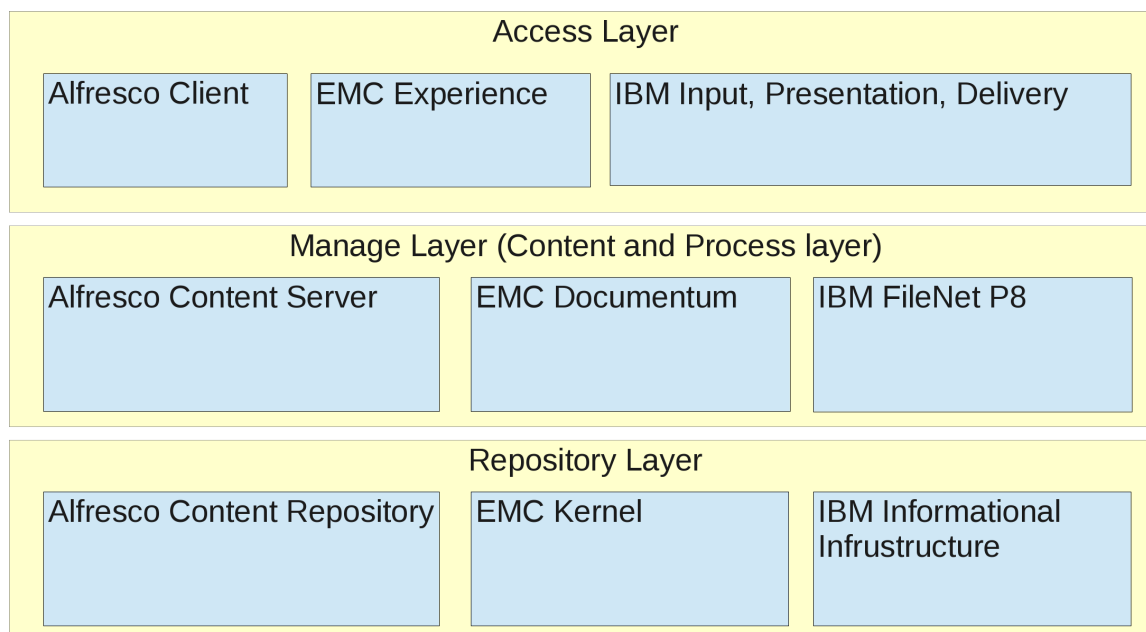 Access Layer
Alfresco Client
EMC Experience
IBM Input, Presentation, Delivery
Manage Layer (Content and Process layer)
Alfresco Content Server
EMC Documentum
IBM FileNet P8
Repository Layer
Alfresco Content Repository
EMC Kernel
IBM Informational
Infrustructure